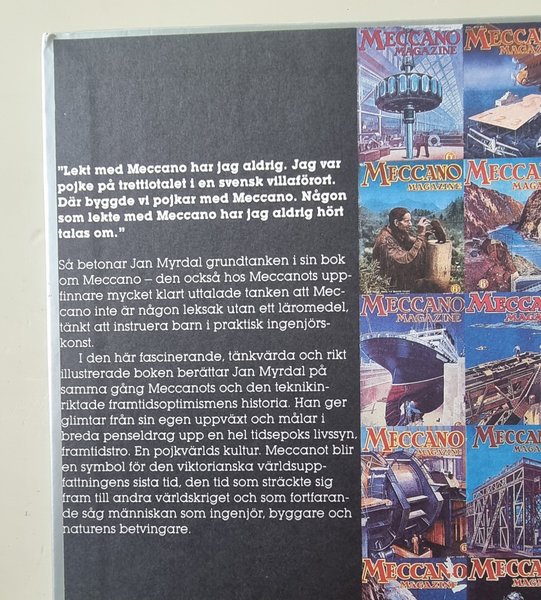 "Lekt med Meccano har jag aldrig. Jag var
pojke på trettiotalet i en svensk villaförort.
Där byggde vi pojkar med Meccano. Någon
som lekte med Meccano har jag aldrig hört
talas om."
Så betonar Jan Myrdal grundtanken i sin bok
om Meccano – den också hos Meccanots upp-
finnare mycket klart uttalade tanken att Mec-
cano inte är någon leksak utan ett läromedel,
tänkt att instruera barn i praktisk ingenjörs-
konst.
I den här fascinerande, tänkvärda och rikt
illustrerade boken berättar Jan Myrdal på
samma gång Meccanots och den teknikin-
riktade framtidsoptimismens historia. Han ger
glimtar från sin egen uppväxt och målar i
breda penseldrag upp en hel tidsepoks livssyn,
framtidstro. En pojkvärlds kultur. Meccanot blir
en symbol för den viktorianska världsupp-
fattningens sista tid, den tid som sträckte sig
fram till andra världskriget och som fortfaran-
de såg människan som ingenjör, byggare och
naturens betvingare.
MECCANO
MAGAZINE
MECCANO
MAGAZINE
MECCANO
MAGAZINE
MECCANO
MAGAZINE
MECCANO
MAGAZINE
MECCANO
MAGAZINE
MECCANO
MAGAZINE
MECCANO
MAGAZINE
MECCANO
MAGAZINE
MECCANO